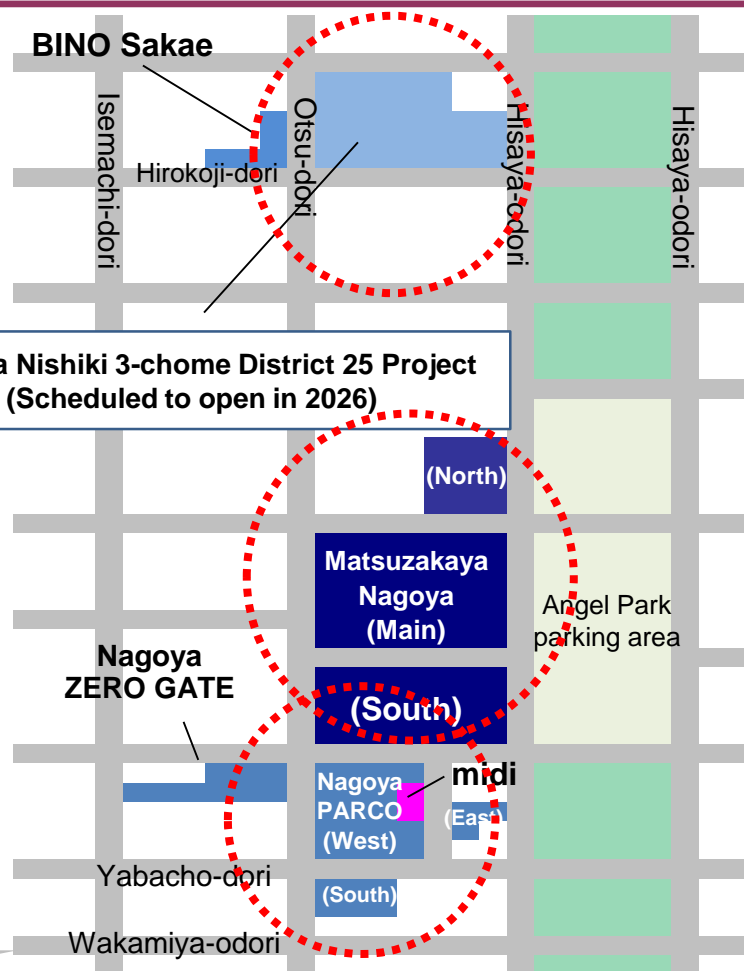 BINO Sakae
Isemachi-dori
Otsu-dori
Hisaya-odori
Hisaya-odori
Hirokoji-dori
a Nishiki 3-chome District 25 Project
(Scheduled to open in 2026)
(North)
Matsuzakaya
Nagoya
(Main)
Angel Park
parking area
Nagoya
ZERO GATE
(South)
Nagoya
PARCO
(West)
midi
(East)
Yabacho-dori
(South)
Wakamiya-odori